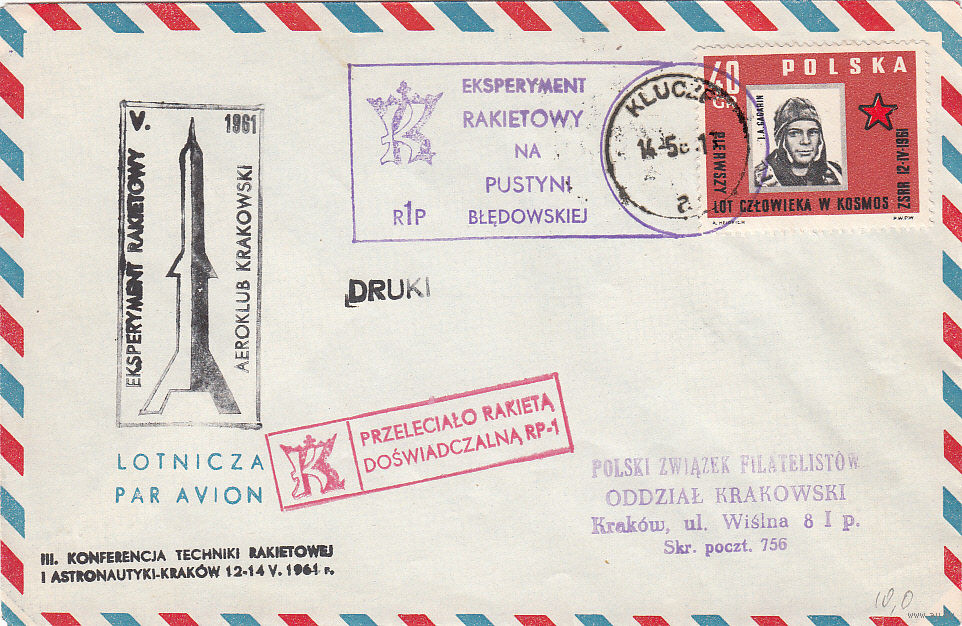 V. 1961
EKSPERYMENT RAKIETOWY
AEROKLUB KRAKOWSKI
EKSPERYMENT
RAKIETOWY
NA
PUSTYNI
R1P BŁĘDOWSKIEJ
KLUCZE
14-5
a
40 POLSKA
GR
J. A. GAGARIN
PIERWSZY
LOT CZŁOWIEKA W KOSMOS
ZSRR 12-IV-1961
P.W.P.W.
DRUKI
PRZELECIAŁO RAKIETĄ
DOŚWIADCZALNĄ RP-1
K
LOTNICZA
PAR AVION
POLSKI ZWIĄZEK FILATELISTÓW
ODDZIAŁ KRAKOWSKI
Kraków, ul. Wiślna 8 I p.
Skr. poczt. 756
III. KONFERENCJA TECHNIKI RAKIETOWEJ
I ASTRONAUTYKI-KRAKÓW 12-14 V. 1961 r.
10,0